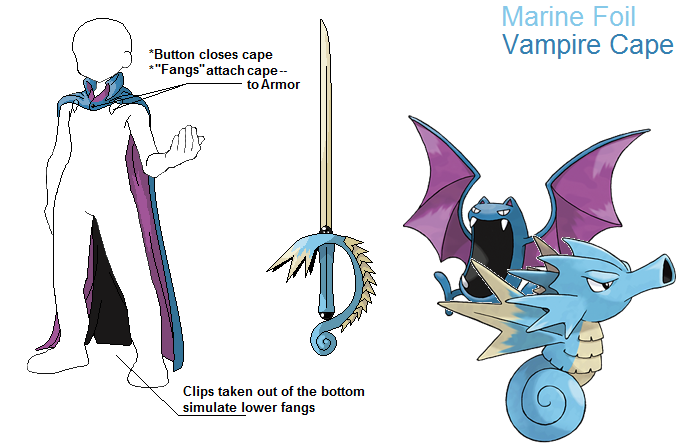 Marine Foil
Vampire Cape
*Button closes cape
*"Fangs" attach cape--
to Armor
Clips taken out of the bottom
simulate lower fangs